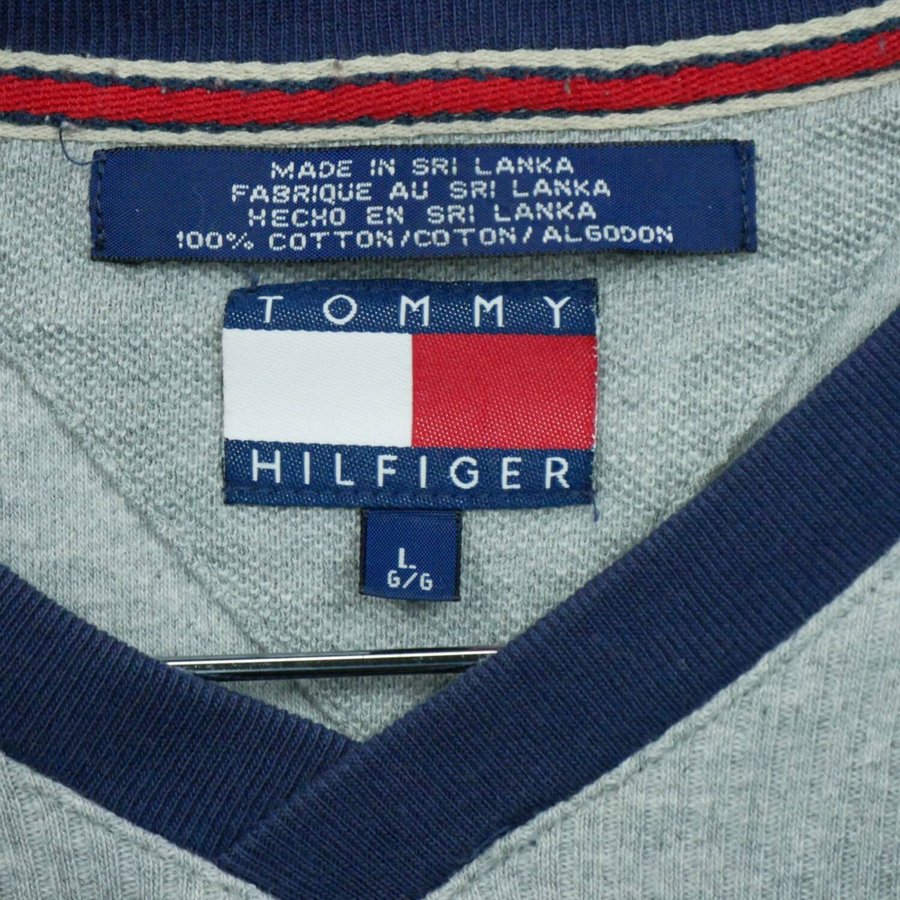 MADE IN SRI LANKA
FABRIQUE AU SRI LANKA
HECHO EN SRI LANKA
100% COTTON/COTON/ALGODON
TOMMY
HILFIGER
L
G/G